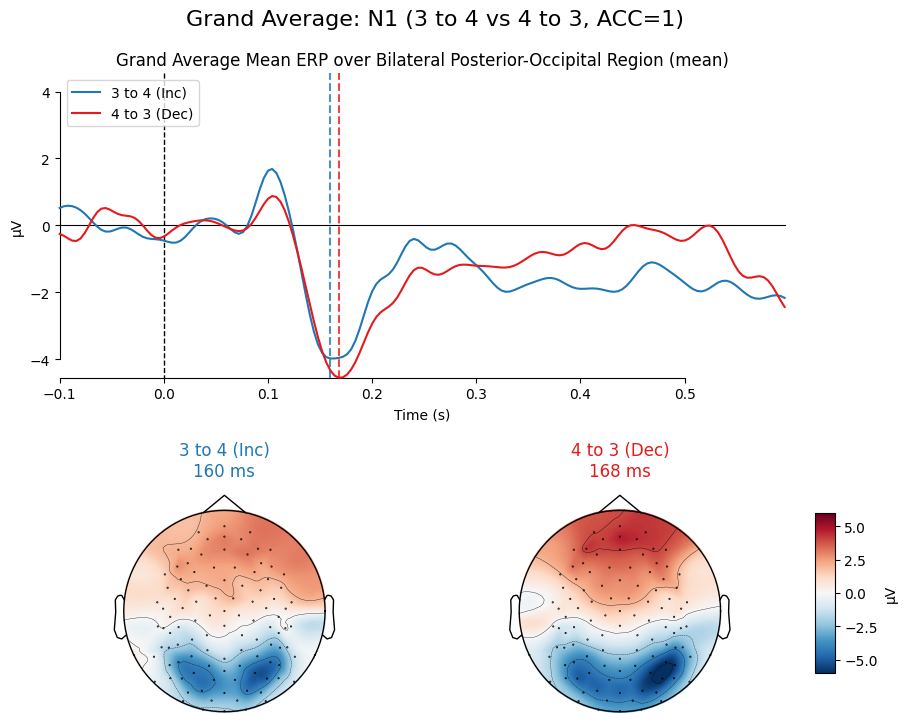 Grand Average: N1 (3 to 4 vs 4 to 3, ACC=1)
Grand Average Mean ERP over Bilateral Posterior-Occipital Region (mean)
3 to 4 (Inc)
4 to 3 (Dec)
4
2
0
−2
−4
µV
−0.1 0.0 0.1 0.2 0.3 0.4 0.5
Time (s)
3 to 4 (Inc)
160 ms
4 to 3 (Dec)
168 ms
5.0
2.5
0.0
−2.5
−5.0
µV